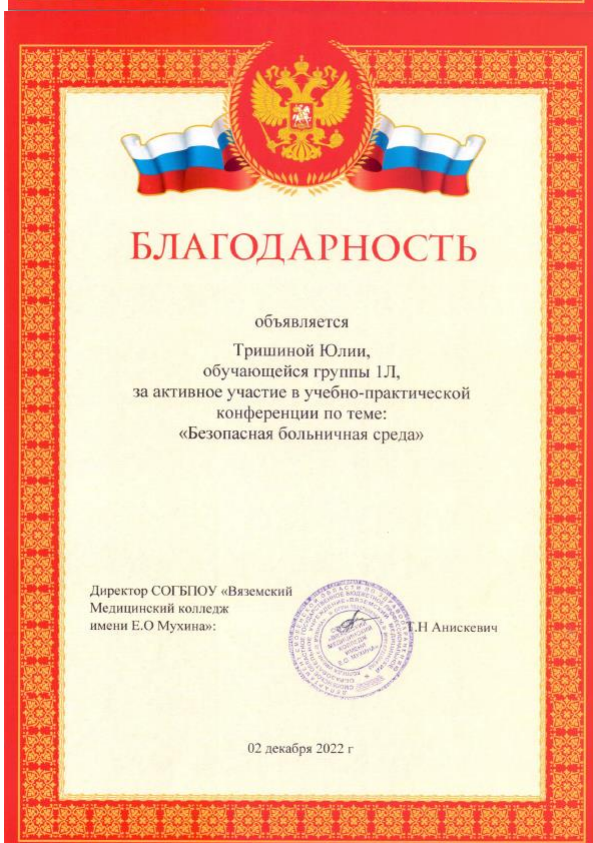 БЛАГОДАРНОСТЬ
объявляется
Тришиной Юлии,
обучающейся группы 1Л,
за активное участие в учебно-практической
конференции по теме:
«Безопасная больничная среда»
Директор СОГБПОУ «Вяземский
Медицинский колледж
имени Е.О Мухина»:
Т.Н Анискевич
02 декабря 2022 г